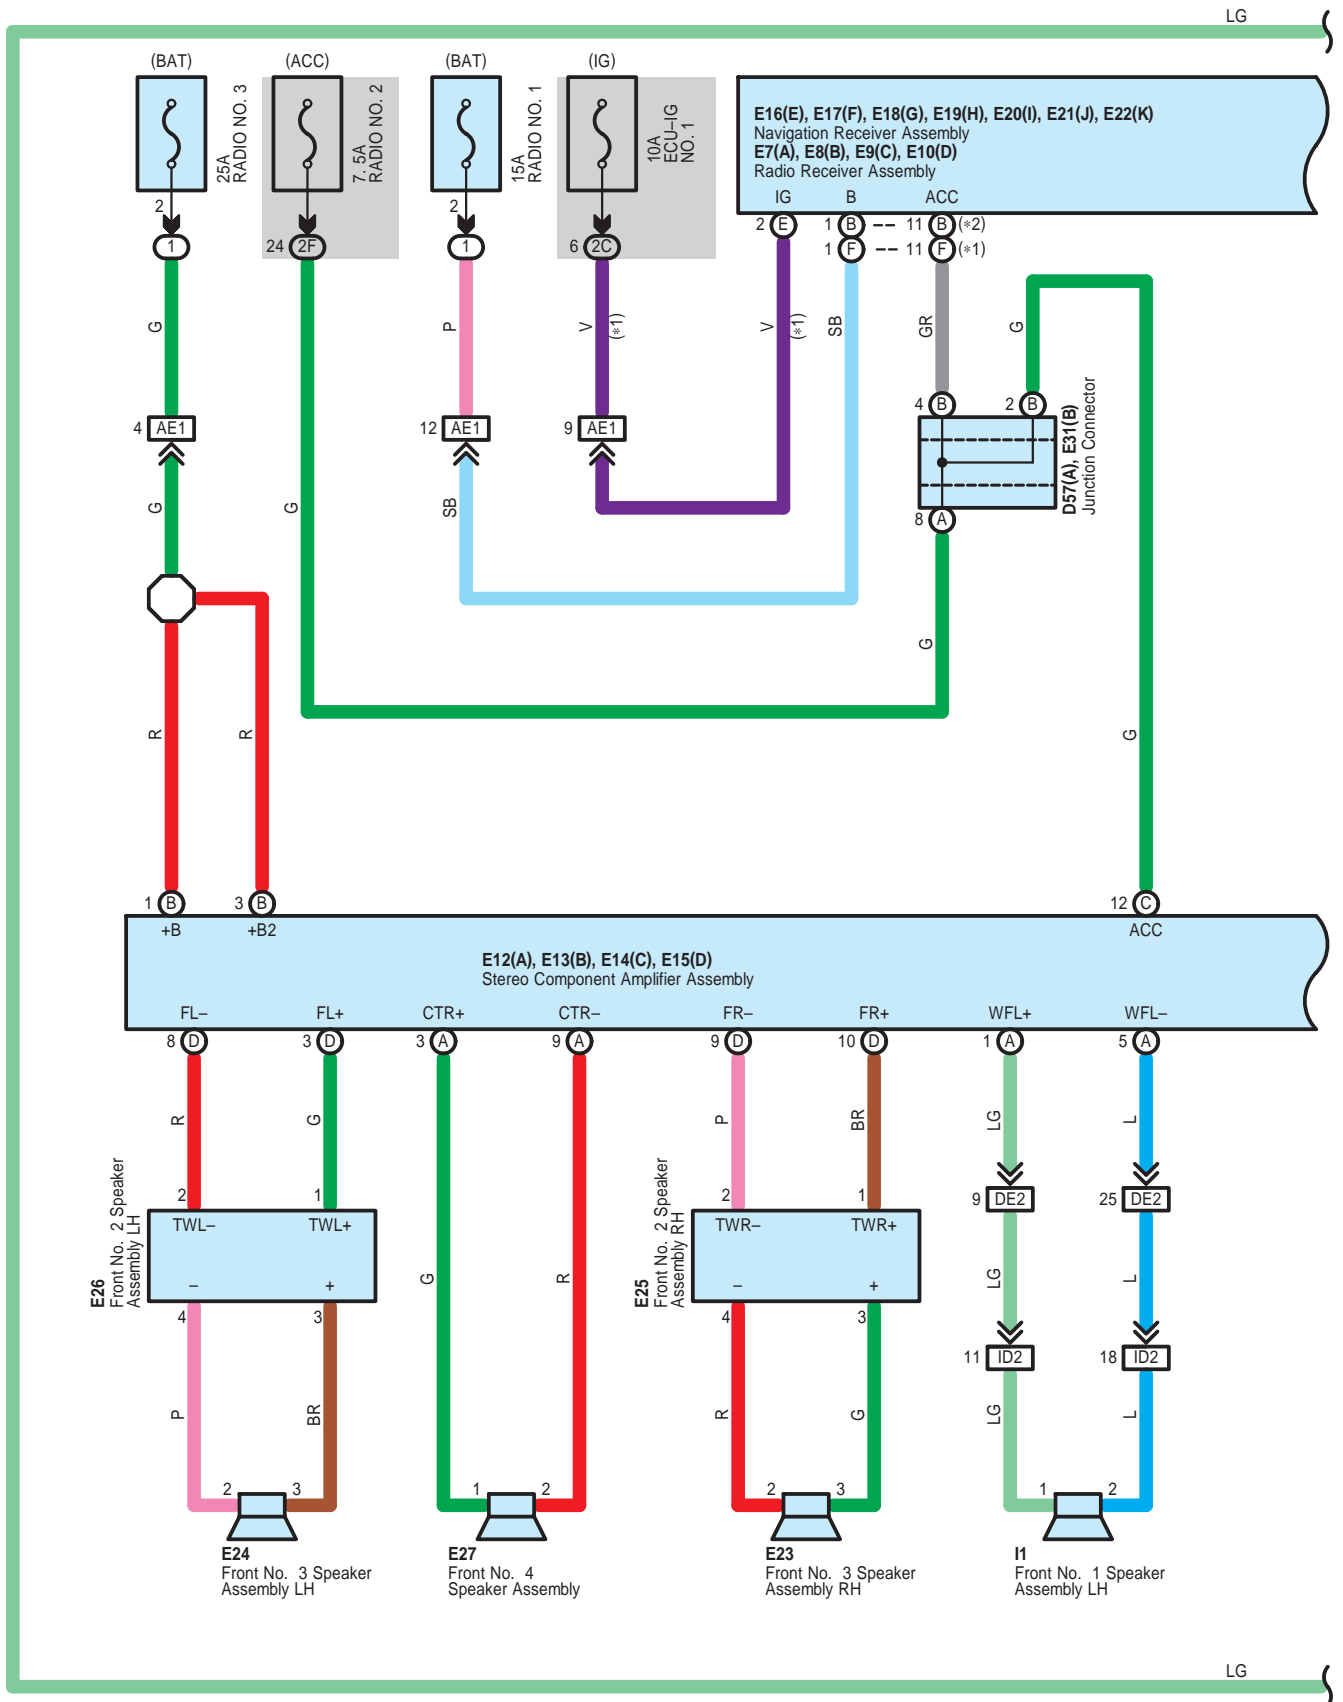 LG
(BAT)
(ACC)
(BAT)
(IG)
25A
RADIO NO. 3
7. 5A
RADIO NO. 2
15A
RADIO NO. 1
10A
ECU–IG
NO. 1
E16(E), E17(F), E18(G), E19(H), E20(I), E21(J), E22(K)
Navigation Receiver Assembly
E7(A), E8(B), E9(C), E10(D)
Radio Receiver Assembly
IG B ACC
2 1
24 2F
2 1
6 2C
2 E
1 B -- 11 B (*2)
1 F -- 11 F (*1)
G
P
V
(*1)
V
(*1)
SB
GR
G
4 B
2 B
D57(A), E31(B)
Junction Connector
4 AE1
12 AE1
9 AE1
G
G
SB
8 A
G
R
R
G
1 B
3 B
12 C
+B
+B2
ACC
E12(A), E13(B), E14(C), E15(D)
Stereo Component Amplifier Assembly
FL– FL+ CTR+ CTR– FR– FR+ WFL+ WFL–
8 D
3 D
3 A
9 A
9 D
10 D
1 A
5 A
R
G
P
BR
LG
L
2 1
TWL– TWL+
– +
4 3
E26
Front No. 2 Speaker
Assembly LH
G
R
2 1
TWR– TWR+
– +
4 3
E25
Front No. 2 Speaker
Assembly RH
9 DE2
25 DE2
LG
L
11 ID2
18 ID2
P
BR
R
G
LG
L
2 3
1 2
2 3
1 2
E24
Front No. 3 Speaker
Assembly LH
E27
Front No. 4
Speaker Assembly
E23
Front No. 3 Speaker
Assembly RH
I1
Front No. 1 Speaker
Assembly LH
LG